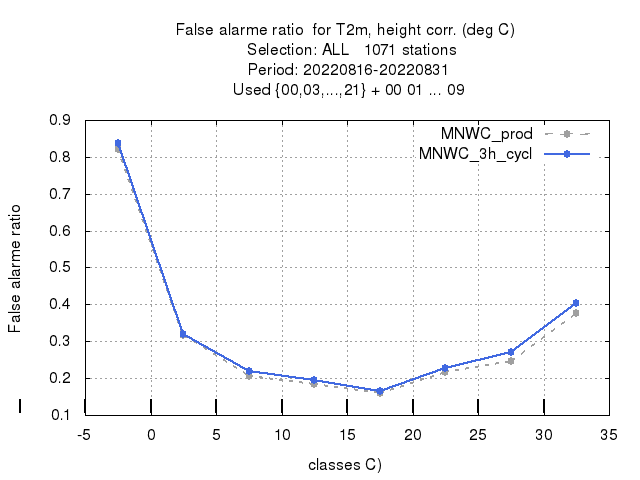 False alarme ratio  for T2m, height corr. (deg C)
Selection: ALL   1071 stations
Period: 20220816-20220831
Used {00,03,...,21} + 00 01 ... 09
0.9
0.8
0.7
0.6
0.5
0.4
0.3
0.2
0.1
False alarme ratio
MNWC_prod
MNWC_3h_cycl
-5 0 5 10 15 20 25 30 35
classes C)